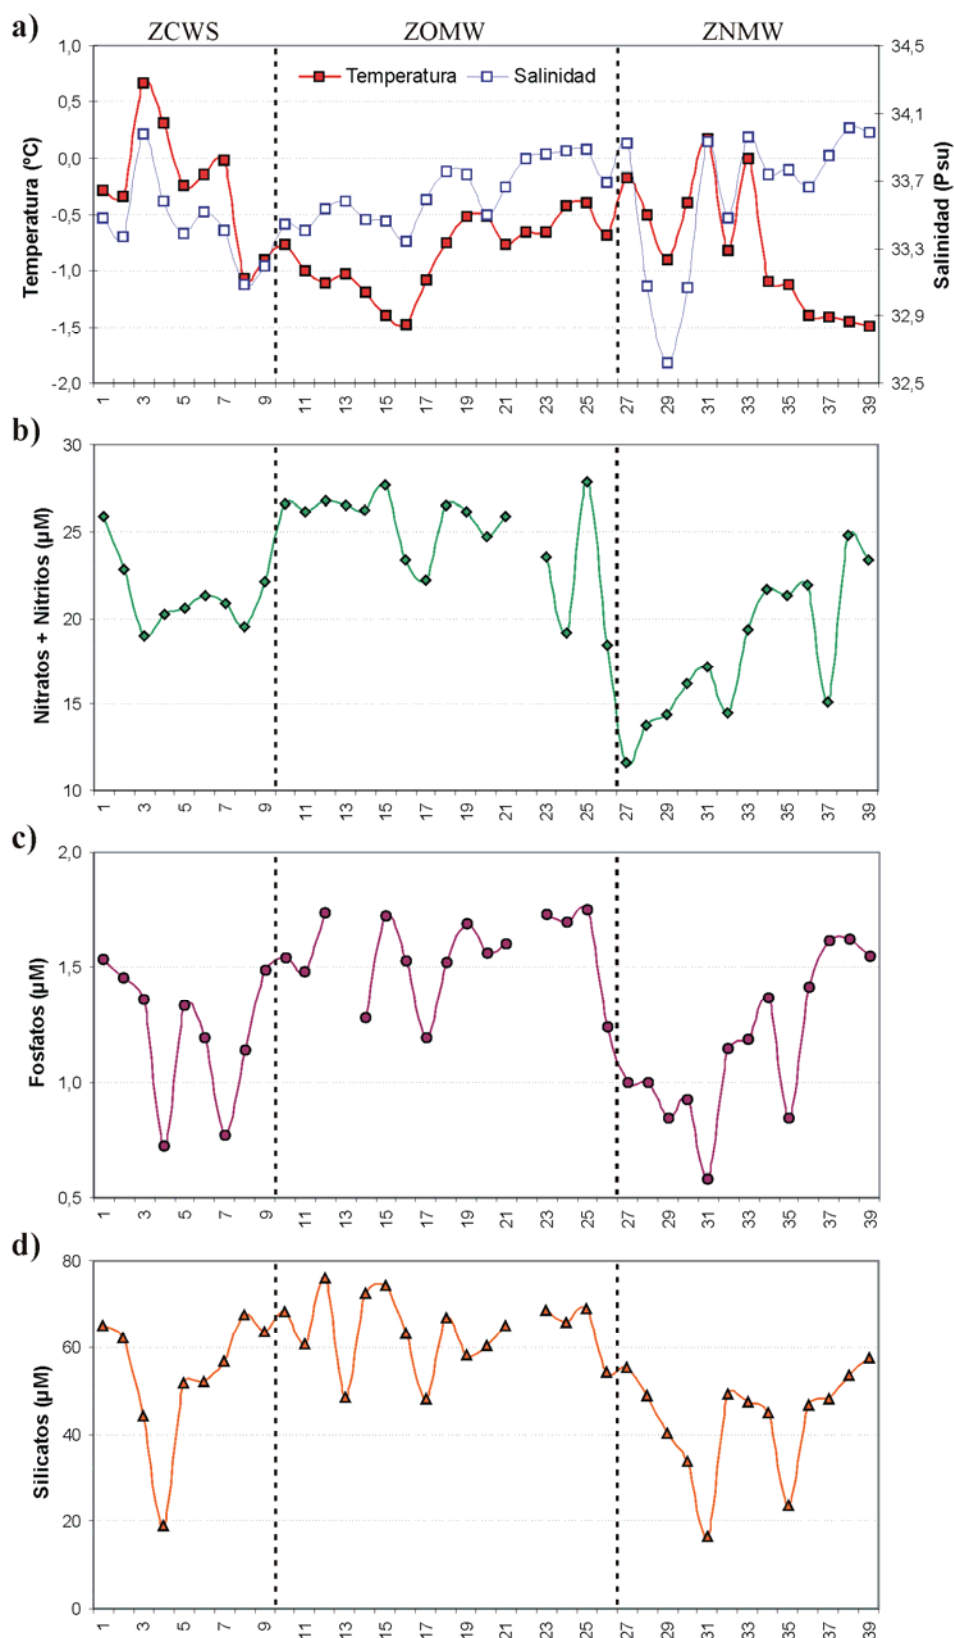 a)
ZCWS ZOMW ZNMW
Temperatura Salinidad
Temperatura (ºC)
1,0
0,5
0,0
-0,5
-1,0
-1,5
-2,0
Salinidad (Psu)
34,5
34,1
33,7
33,3
32,9
32,5
1 3 5 7 9 11 13 15 17 19 21 23 25 27 29 31 33 35 37 39
b)
Nitratos + Nitritos (µM)
30
25
20
15
10
1 3 5 7 9 11 13 15 17 19 21 23 25 27 29 31 33 35 37 39
c)
Fosfatos (µM)
2,0
1,5
1,0
0,5
1 3 5 7 9 11 13 15 17 19 21 23 25 27 29 31 33 35 37 39
d)
Silicatos (µM)
80
60
40
20
0
1 3 5 7 9 11 13 15 17 19 21 23 25 27 29 31 33 35 37 39